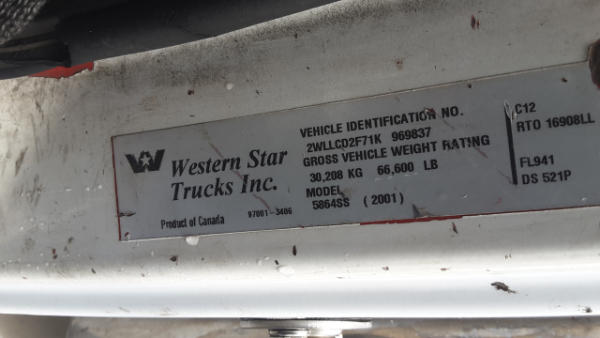 W
Western Star
Trucks Inc.
Product of Canada
97001-3406
VEHICLE IDENTIFICATION NO.
2WLLCD2F71K 969837
GROSS VEHICLE WEIGHT RATING
30,208 KG 66,600 LB
MODEL
5864SS (2001)
C12
RTO 16908LL
FL941
DS 521P